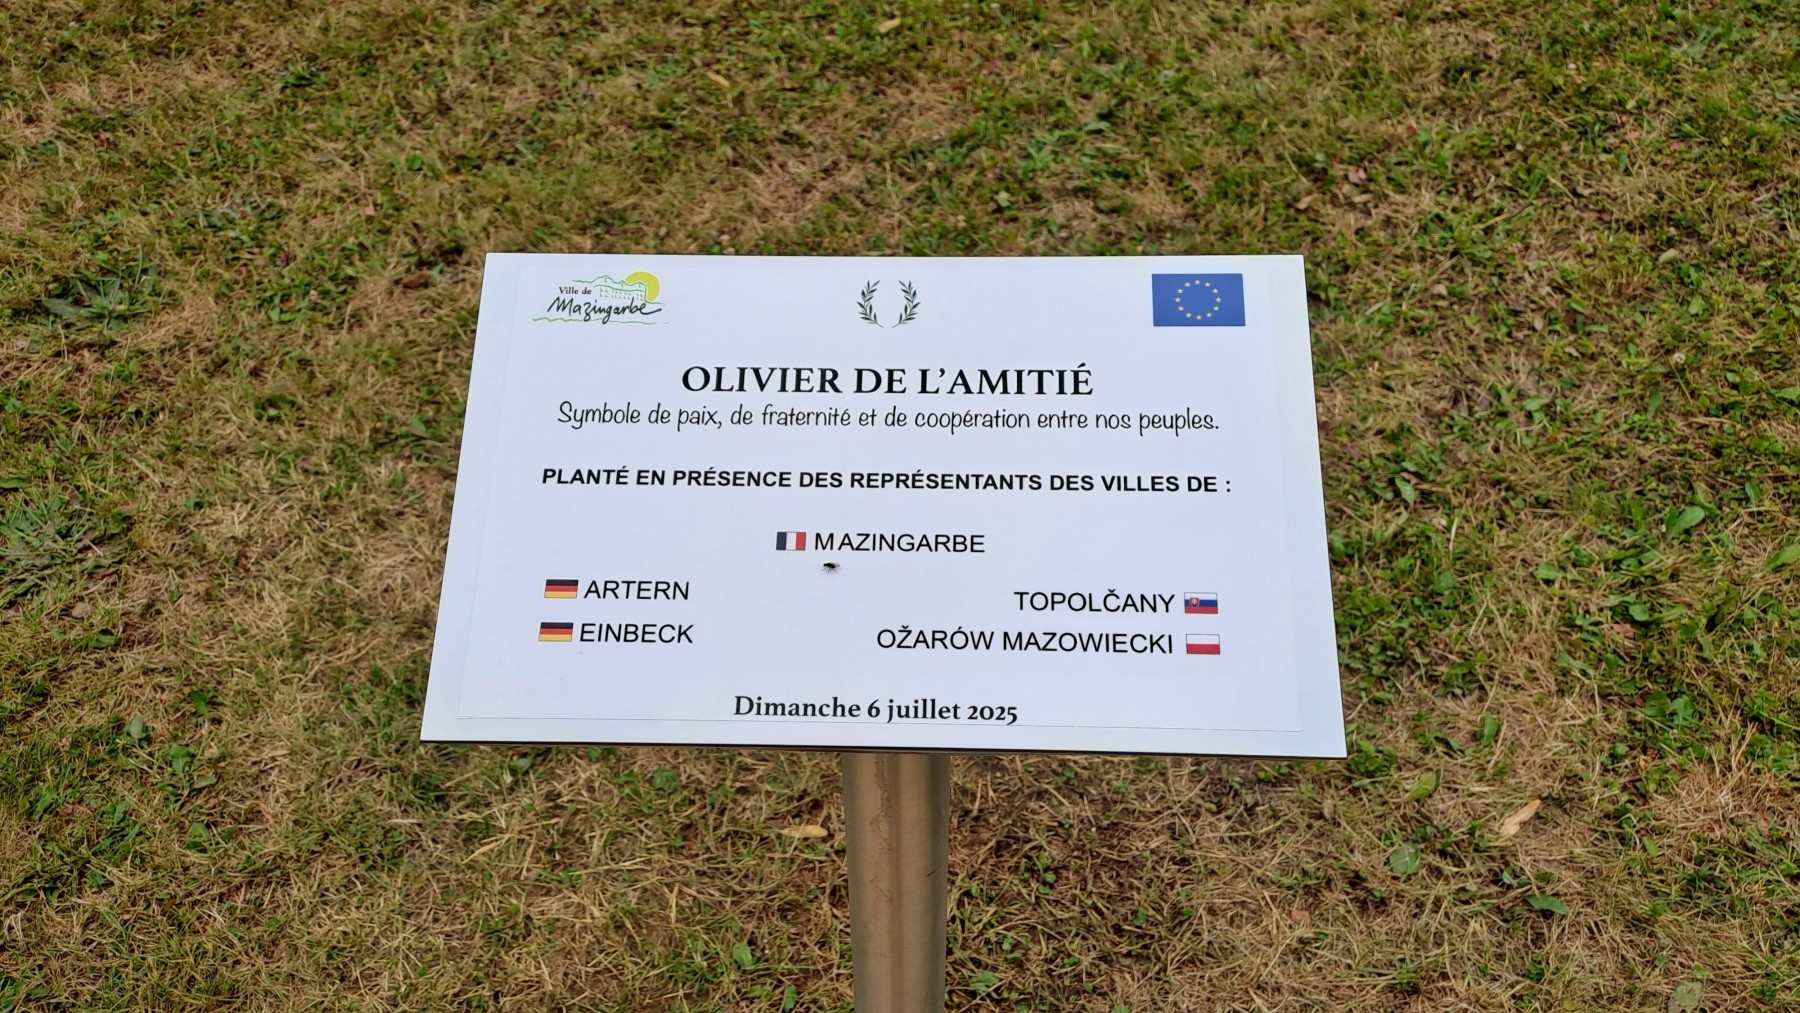 Ville de
Mazingarbe
OLIVIER DE L'AMITIÉ
Symbole de paix, de fraternité et de coopération entre nos peuples.
PLANTÉ EN PRÉSENCE DES REPRÉSENTANTS DES VILLES DE :
MAZINGARBE
ARTERN
TOPOLČANY
EINBECK
OŽARÓW MAZOWIECKI
Dimanche 6 juillet 2025